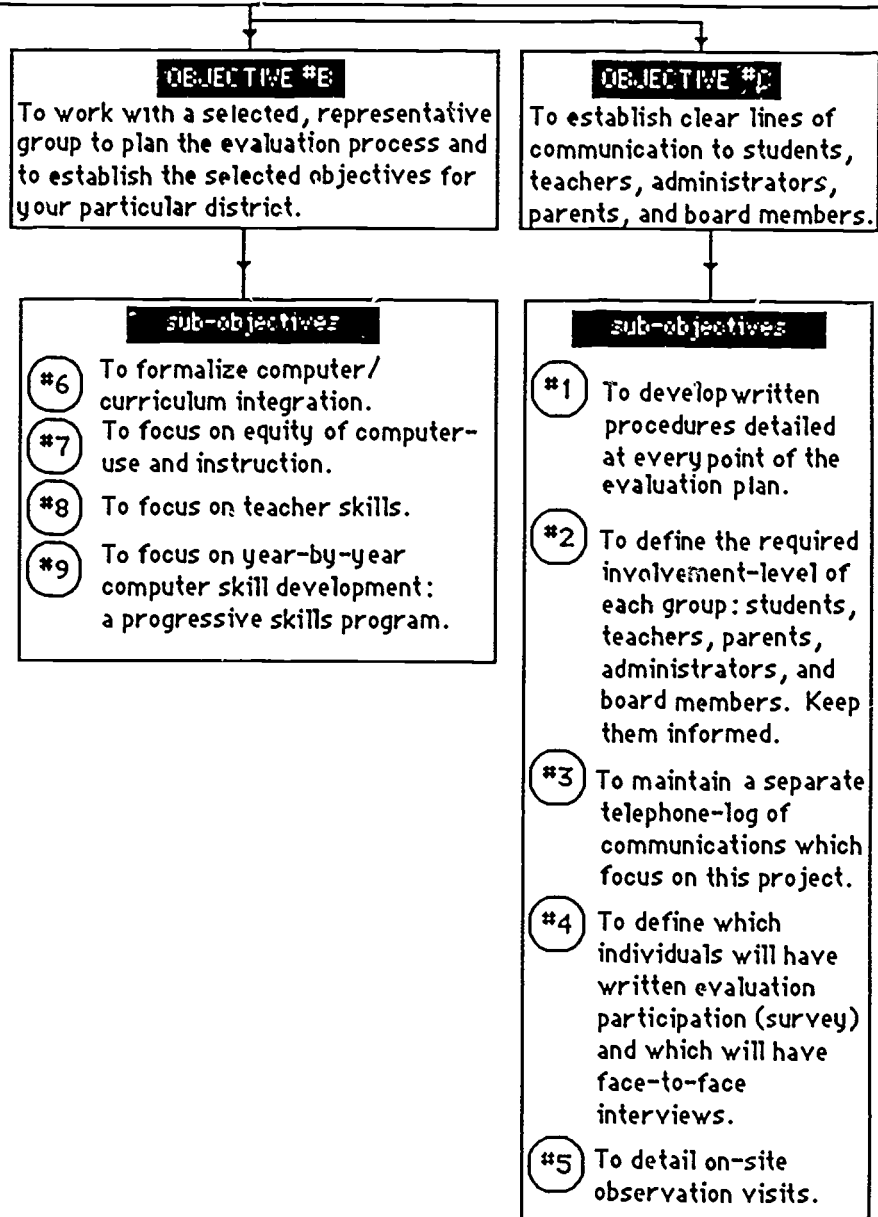 OBJECTIVE #B
To work with a selected, representative
group to plan the evaluation process and
to establish the selected objectives for
your particular district.
sub-objectives
#6 To formalize computer/
curriculum integration.
#7 To focus on equity of computer-
use and instruction.
#8 To focus on teacher skills.
#9 To focus on year-by-year
computer skill development:
a progressive skills program.
OBJECTIVE
To establish clear lines of
communication to students,
teachers, administrators,
parents, and board members.
sub-objectives
#1 To develop written
procedures detailed
at every point of the
evaluation plan.
#2 To define the required
involvement-level of
each group: students,
teachers, parents,
administrators, and
board members. Keep
them informed.
#3 To maintain a separate
telephone-log of
communications which
focus on this project.
#4 To define which
individuals will have
written evaluation
participation (survey)
and which will have
face-to-face
interviews.
#5 To detail on-site
observation visits.